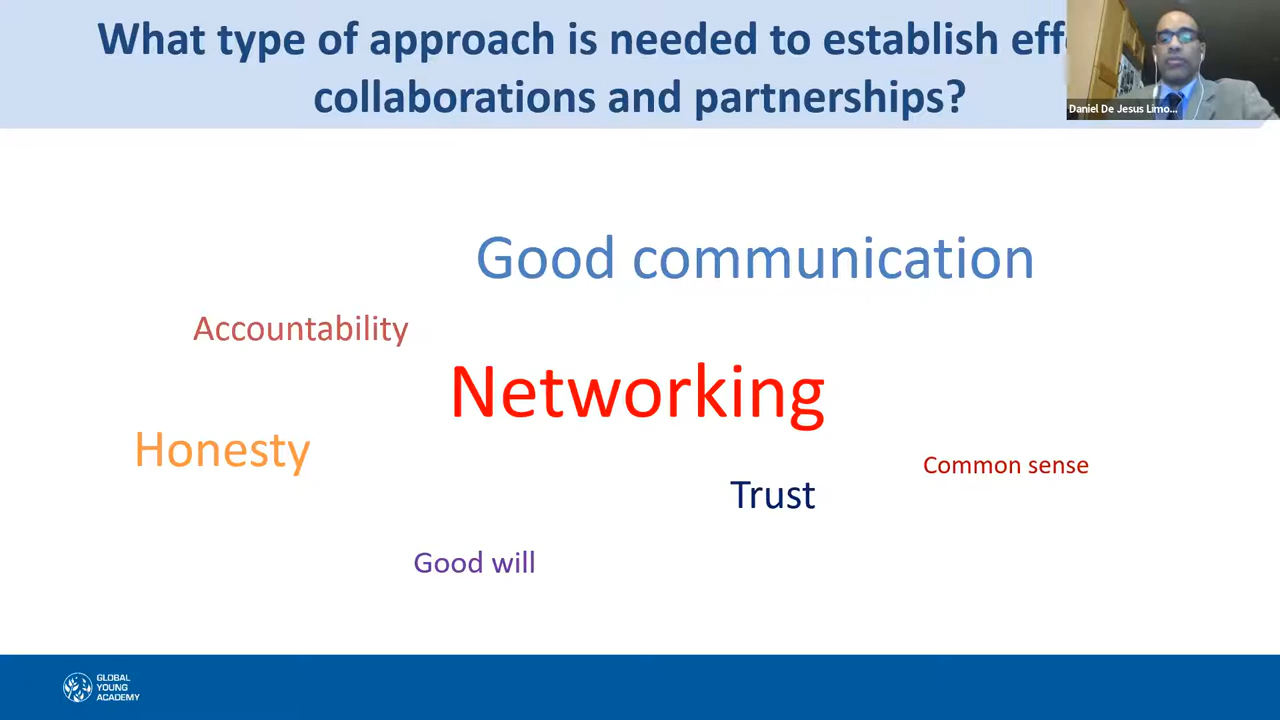 What type of approach is needed to establish
collaborations and partnerships?
Daniel De Jesus Limo...
Good communication
Accountability
Networking
Honesty
Common sense
Trust
Good will
GLOBAL
YOUNG
ACADEMY